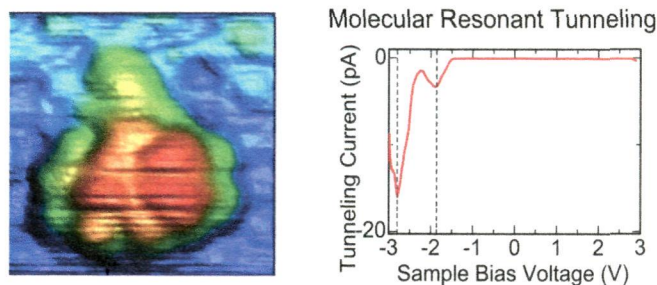 Molecular Resonant Tunneling
Tunneling Current (pA)
0
-20
-3 -2 -1 0 1 2 3
Sample Bias Voltage (V)